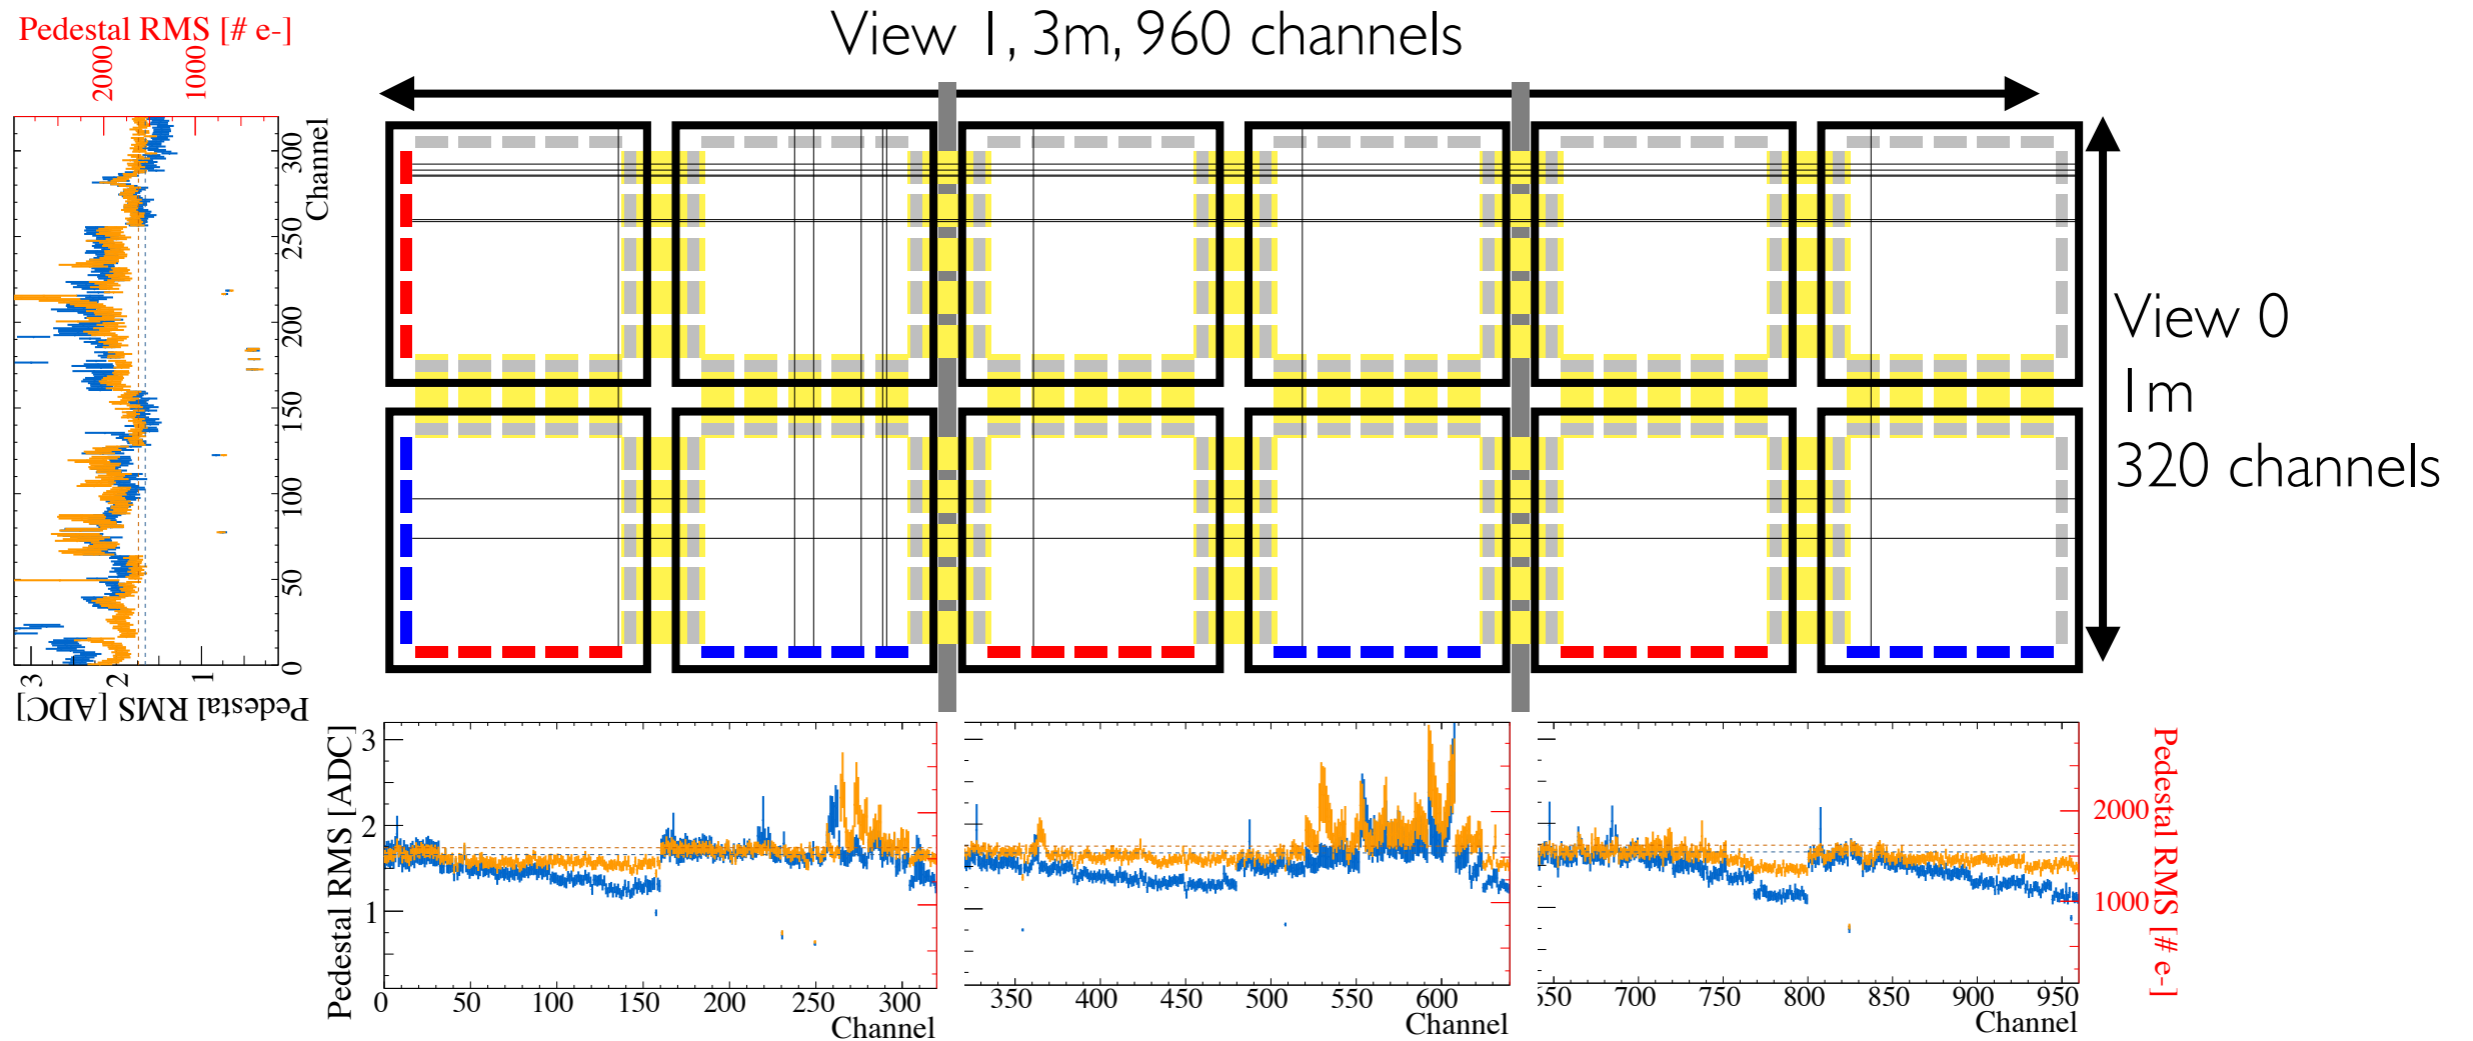 Pedestal RMS [# e-]
2000 1000
View 1, 3m, 960 channels
Channel
0 50 100 150 200 250 300
3 2 1
Pedestal RMS [ADC]
View 0
1m
320 channels
Pedestal RMS [ADC]
3
2
1
0 50 100 150 200 250 300
Channel
350 400 450 500 550 600
Channel
650 700 750 800 850 900 950
Channel
2000
1000
Pedestal RMS [# e-]